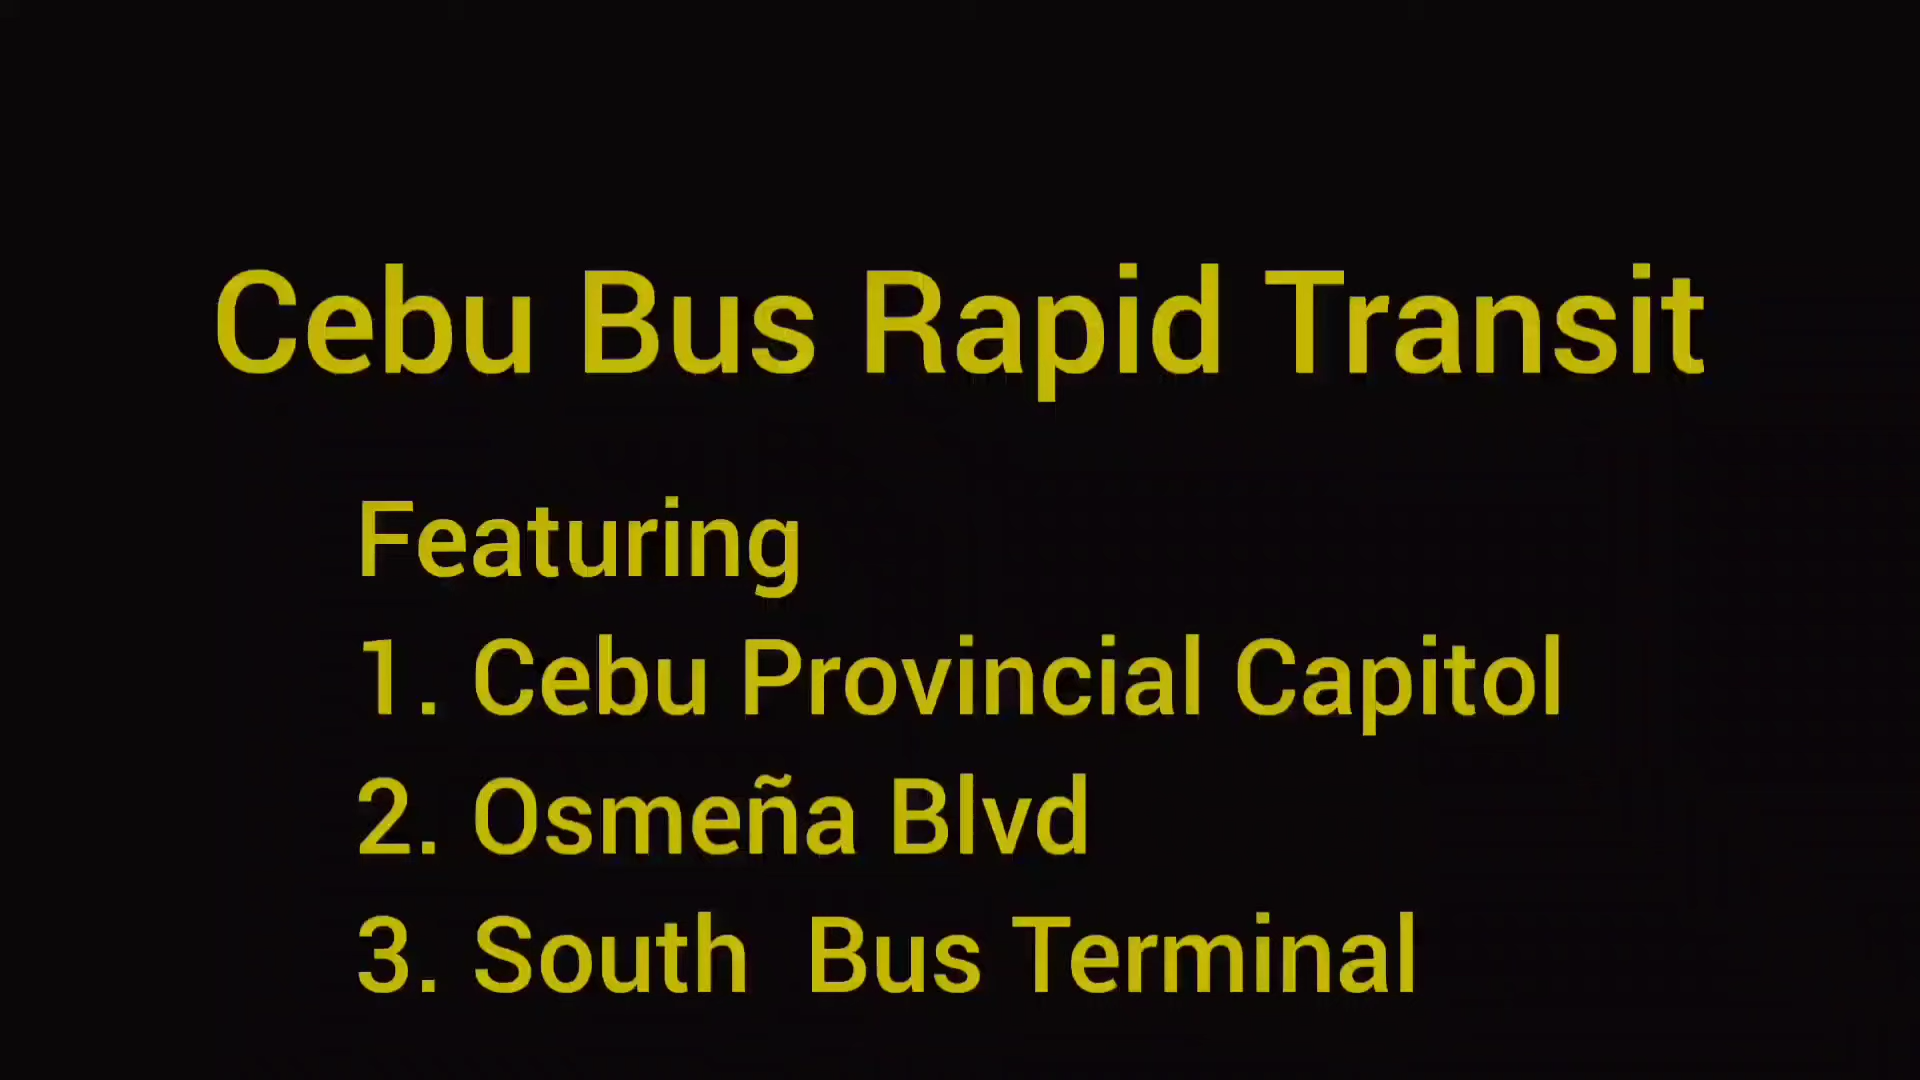 Cebu Bus Rapid Transit
Featuring
1. Cebu Provincial Capitol
2. Osmeña Blvd
3. South  Bus Terminal